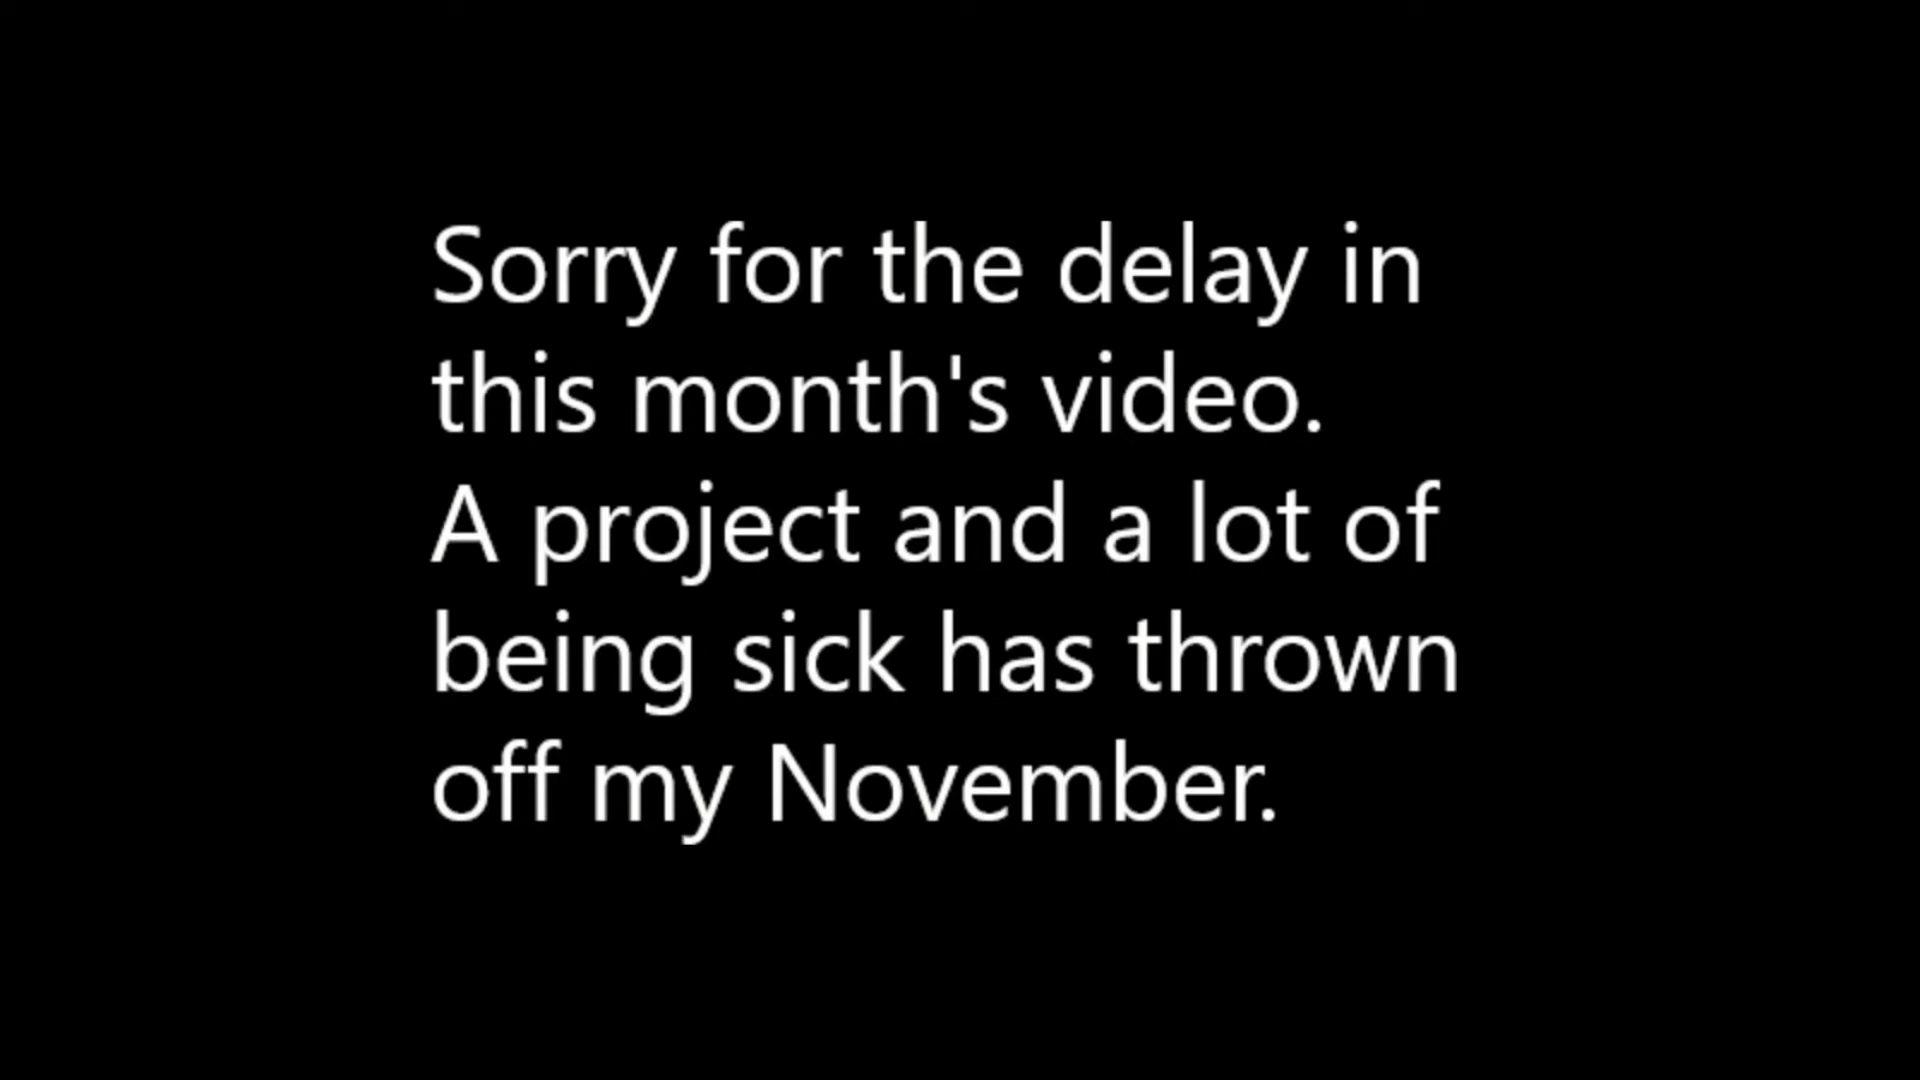 Sorry for the delay in
this month's video.
A project and a lot of
being sick has thrown
off my November.